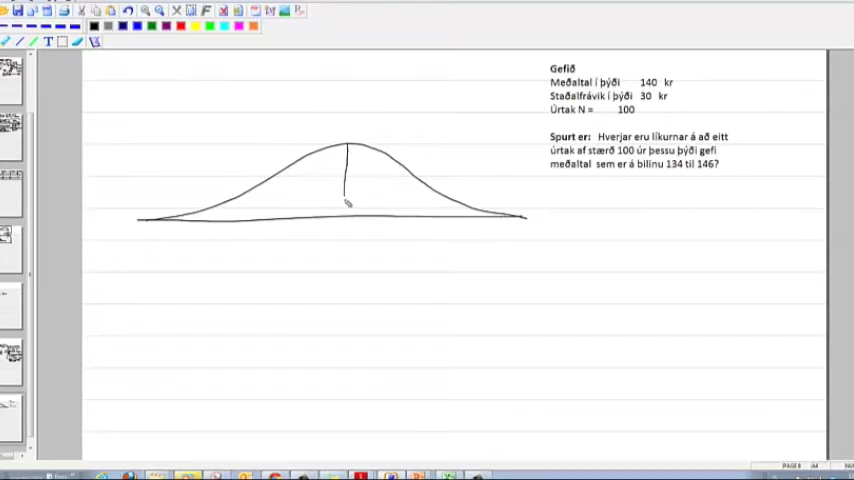 Gefið
Meðaltal í þýði 140 kr
Staðalfrávik í þýði 30 kr
Úrtak N = 100
Spurt er: Hverjar eru líkurnar á að eitt
úrtak af stærð 100 úr þessu þýði gefi
meðaltal sem er á bilinu 134 til 146?